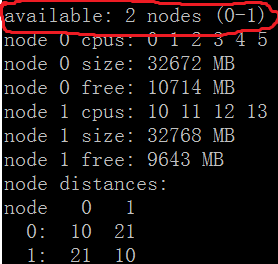 available: 2 nodes (0-1)
node 0 cpus: 0 1 2 3 4 5
node 0 size: 32672 MB
node 0 free: 10714 MB
node 1 cpus: 10 11 12 13
node 1 size: 32768 MB
node 1 free: 9643 MB
node distances:
node 0 1
0: 10 21
1: 21 10